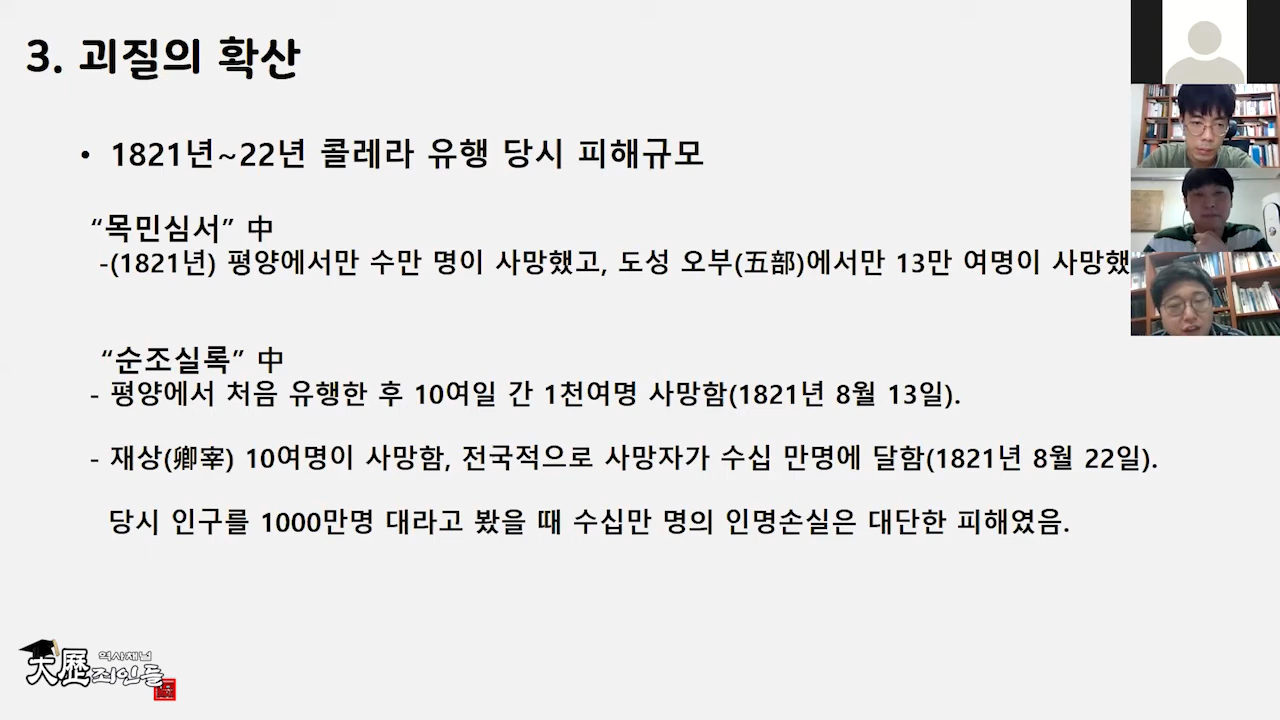 3. 괴질의 확산
• 1821년~22년 콜레라 유행 당시 피해규모
“목민심서” 中
-(1821년) 평양에서만 수만 명이 사망했고, 도성 오부(五部)에서만 13만 여명이 사망했
“순조실록” 中
- 평양에서 처음 유행한 후 10여일 간 1천여명 사망함(1821년 8월 13일).
- 재상(卿宰) 10여명이 사망함, 전국적으로 사망자가 수십 만명에 달함(1821년 8월 22일).
당시 인구를 1000만명 대라고 봤을 때 수십만 명의 인명손실은 대단한 피해였음.
역사채널
大歷 죄인들